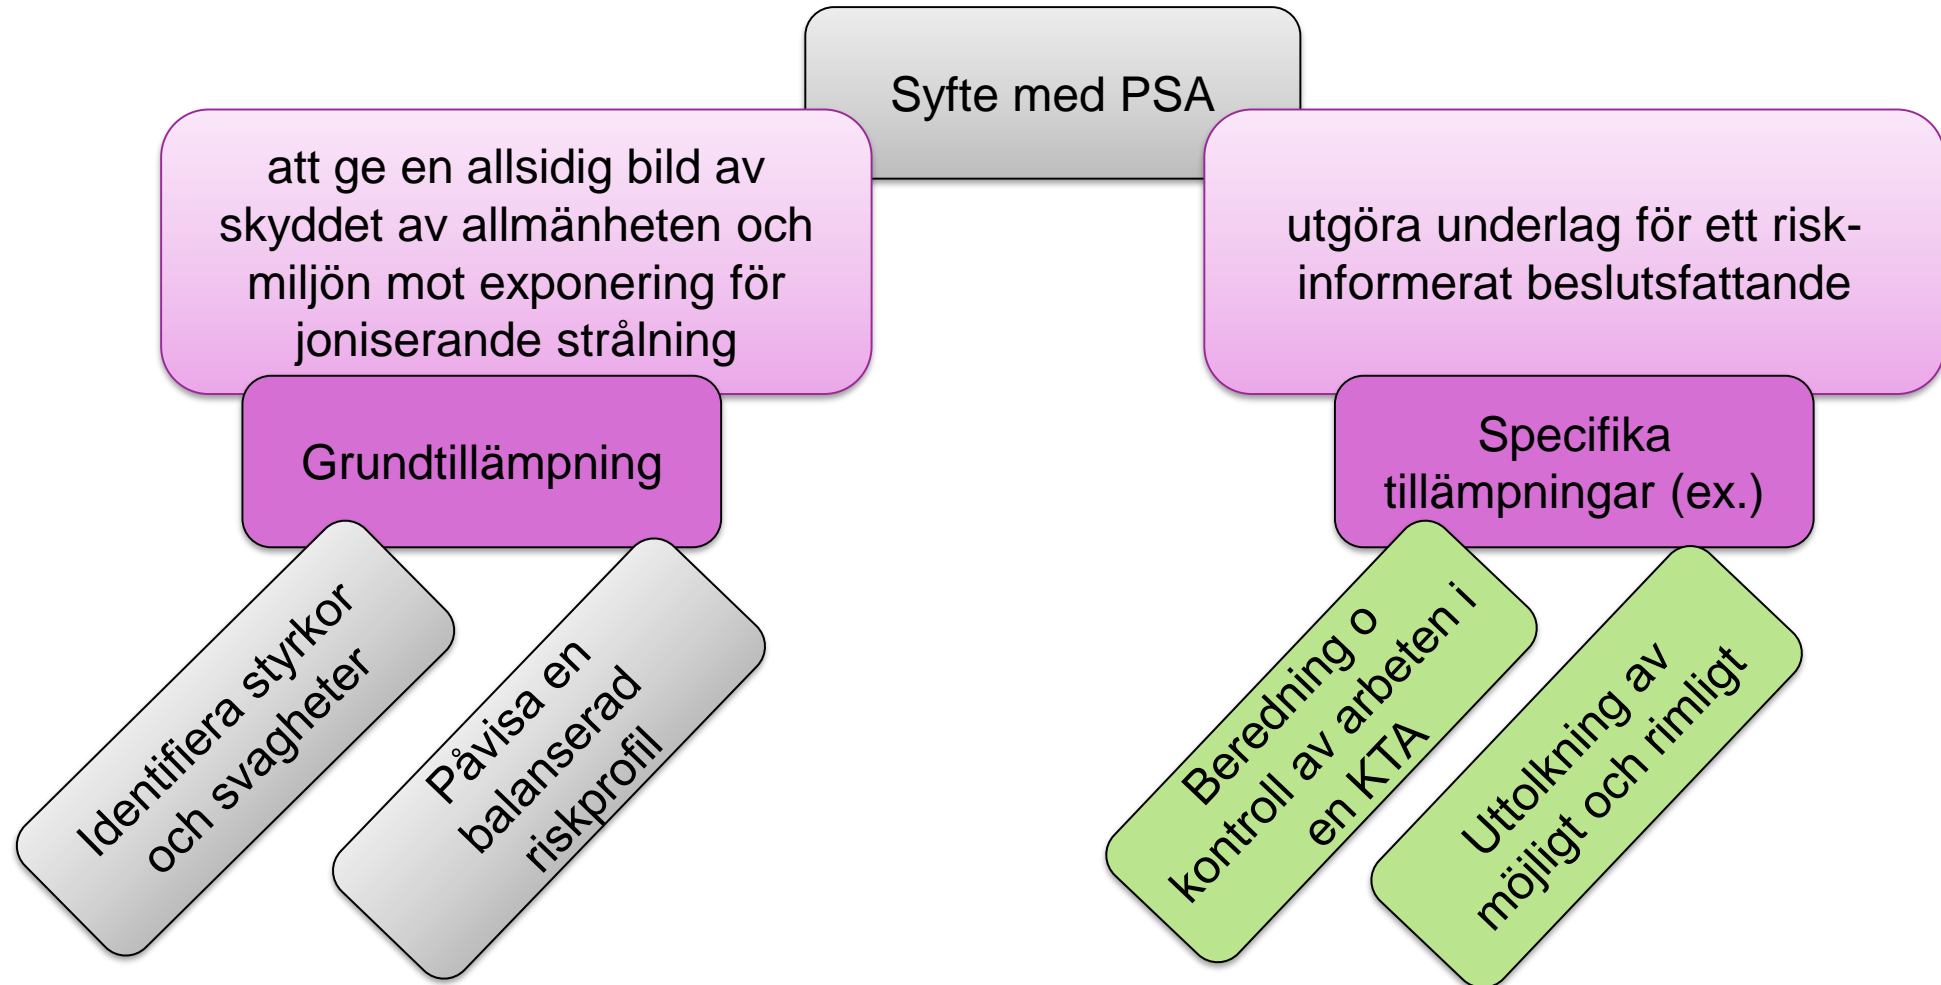 Syfte med PSA
att ge en allsidig bild av
skyddet av allmänheten och
miljön mot exponering för
joniserande strålning
utgöra underlag för ett risk-
informerat beslutsfattande
Grundtillämpning
Specifika
tillämpningar (ex.)
Identifiera styrkor
och svagheter
Påvisa en
balanserad
riskprofil
Beredning o
kontroll av arbeten i
en KTA
Uttolkning av
möjligt och rimligt